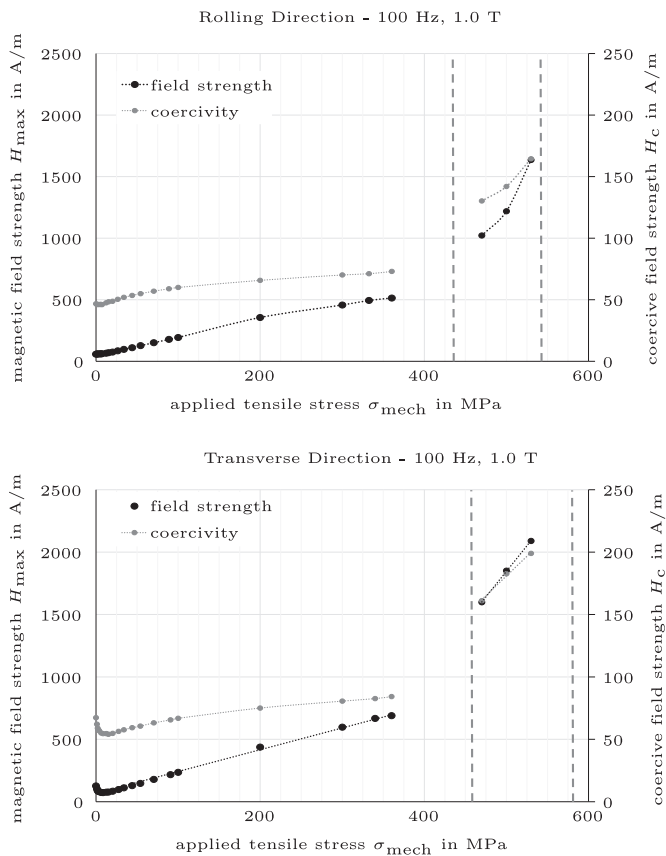 Rolling Direction - 100 Hz, 1.0 T
magnetic field strength Hmax in A/m
2500
2000
1500
1000
500
0
field strength
coercivity
250
200
150
100
50
0
coercive field strength Hc in A/m
0
200
400
600
applied tensile stress σmech in MPa
Transverse Direction - 100 Hz, 1.0 T
magnetic field strength Hmax in A/m
2500
2000
1500
1000
500
0
field strength
coercivity
250
200
150
100
50
0
coercive field strength Hc in A/m
0
200
400
600
applied tensile stress σmech in MPa